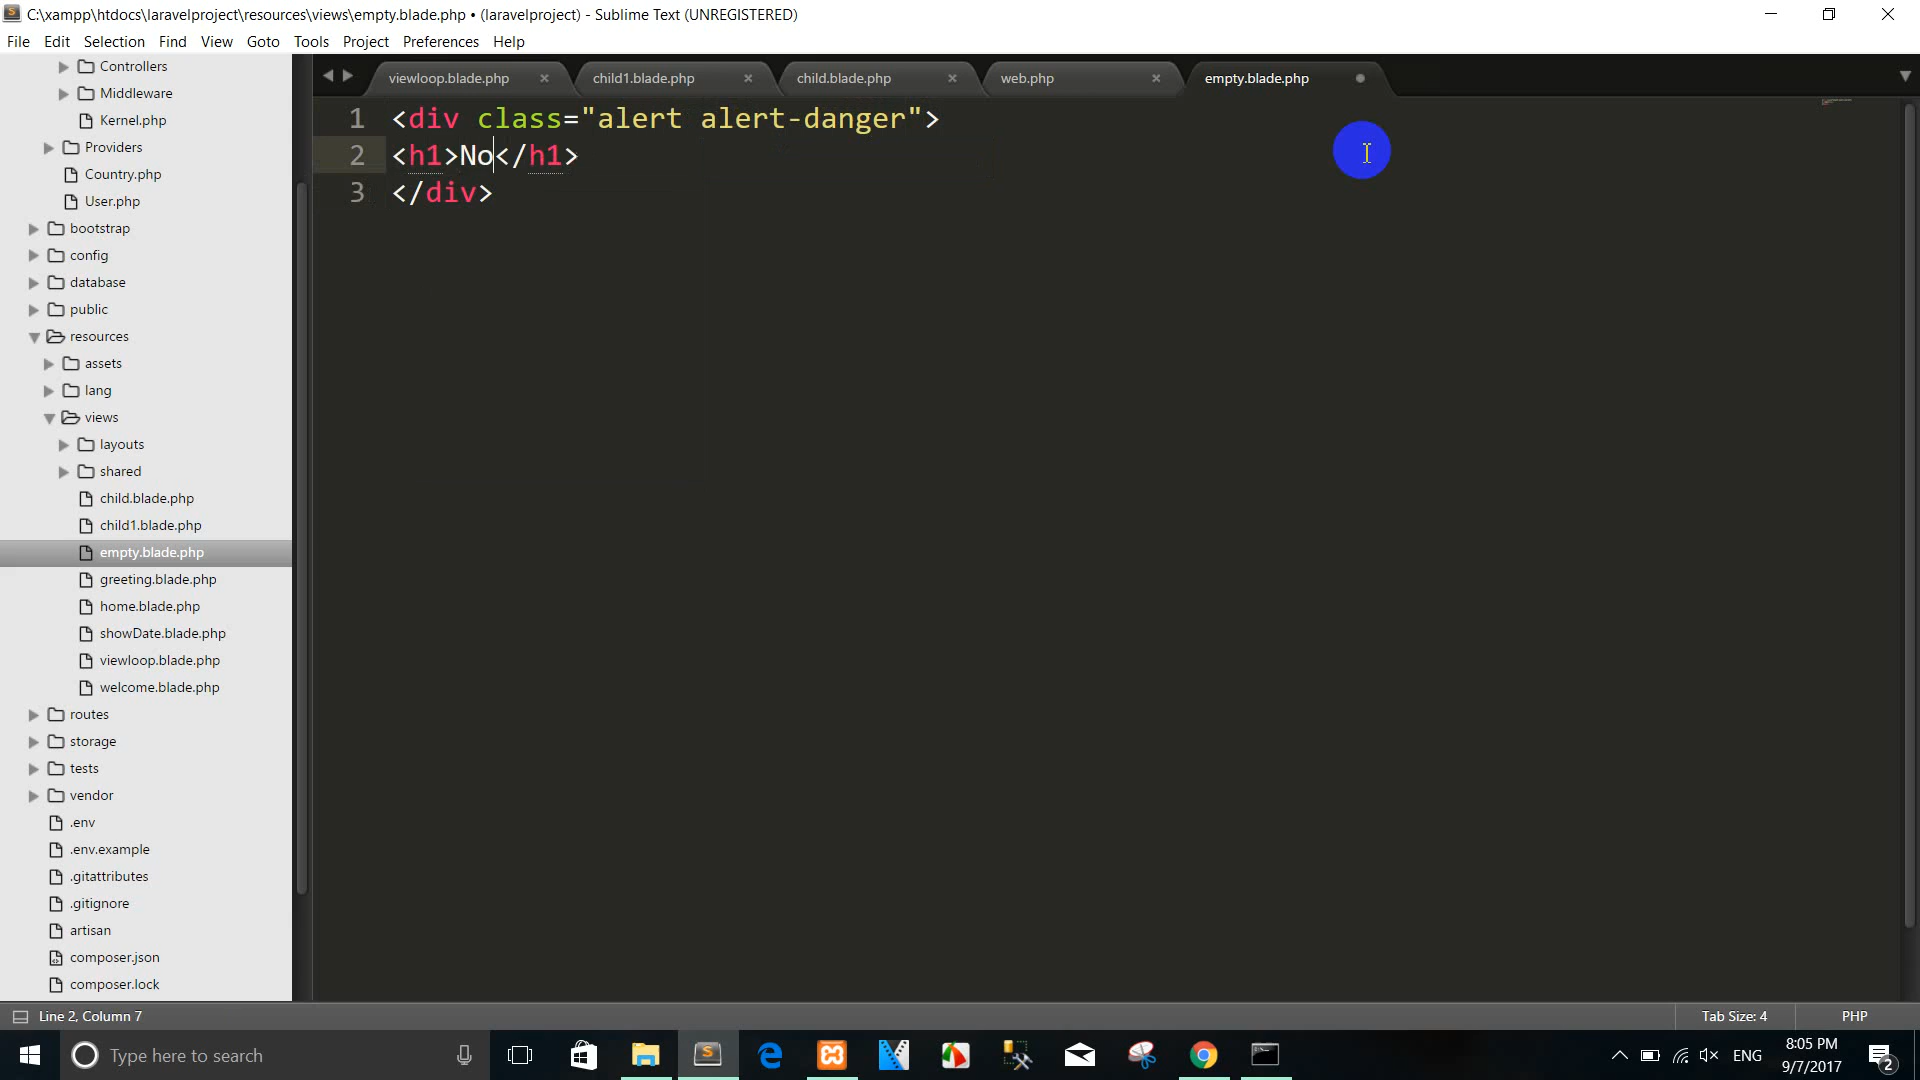 C:\xampp\htdocs\laravelproject\resources\views\empty.blade.php • (laravelproject) - Sublime Text (UNREGISTERED)
File Edit Selection Find View Goto Tools Project Preferences Help
viewloop.blade.php child1.blade.php child.blade.php web.php empty.blade.php
Controllers
Middleware
Kernel.php
Providers
Country.php
User.php
bootstrap
config
database
public
resources
assets
lang
views
layouts
shared
child.blade.php
child1.blade.php
empty.blade.php
greeting.blade.php
home.blade.php
showDate.blade.php
viewloop.blade.php
welcome.blade.php
routes
storage
tests
vendor
.env
.env.example
.gitattributes
.gitignore
artisan
composer.json
composer.lock
1 <div class="alert alert-danger">
2 <h1>No</h1>
3 </div>
Line 2, Column 7 Tab Size: 4 PHP
Type here to search
ENG
8:05 PM
9/7/2017
2